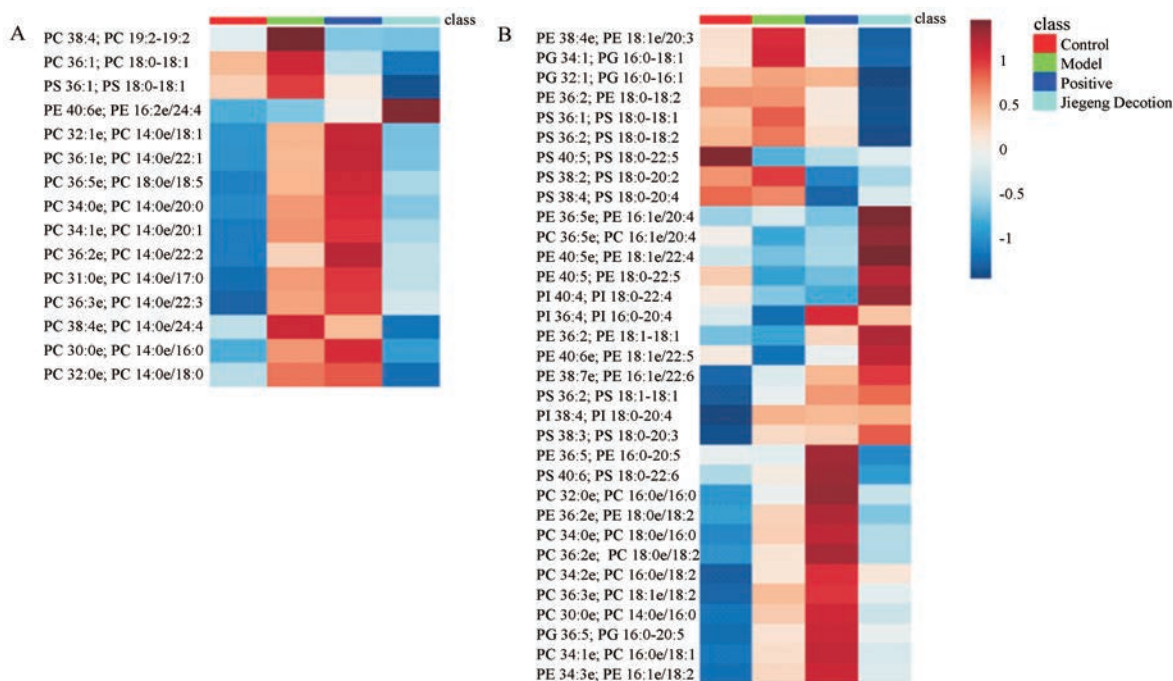 A
class
PC 38:4; PC 19:2-19:2
PC 36:1; PC 18:0-18:1
PS 36:1; PS 18:0-18:1
PE 40:6e; PE 16:2e/24:4
PC 32:1e; PC 14:0e/18:1
PC 36:1e; PC 14:0e/22:1
PC 36:5e; PC 18:0e/18:5
PC 34:0e; PC 14:0e/20:0
PC 34:1e; PC 14:0e/20:1
PC 36:2e; PC 14:0e/22:2
PC 31:0e; PC 14:0e/17:0
PC 36:3e; PC 14:0e/22:3
PC 38:4e; PC 14:0e/24:4
PC 30:0e; PC 14:0e/16:0
PC 32:0e; PC 14:0e/18:0
B
class
PE 38:4e; PE 18:1e/20:3
PG 34:1; PG 16:0-18:1
PG 32:1; PG 16:0-16:1
PE 36:2; PE 18:0-18:2
PS 36:1; PS 18:0-18:1
PS 36:2; PS 18:0-18:2
PS 40:5; PS 18:0-22:5
PS 38:2; PS 18:0-20:2
PS 38:4; PS 18:0-20:4
PE 36:5e; PE 16:1e/20:4
PC 36:5e; PC 16:1e/20:4
PE 40:5e; PE 18:1e/22:4
PE 40:5; PE 18:0-22:5
PI 40:4; PI 18:0-22:4
PI 36:4; PI 16:0-20:4
PE 36:2; PE 18:1-18:1
PE 40:6e; PE 18:1e/22:5
PE 38:7e; PE 16:1e/22:6
PS 36:2; PS 18:1-18:1
PI 38:4; PI 18:0-20:4
PS 38:3; PS 18:0-20:3
PE 36:5; PE 16:0-20:5
PS 40:6; PS 18:0-22:6
PC 32:0e; PC 16:0e/16:0
PE 36:2e; PE 18:0e/18:2
PC 34:0e; PC 18:0e/16:0
PC 36:2e; PC 18:0e/18:2
PC 34:2e; PC 16:0e/18:2
PC 36:3e; PC 18:1e/18:2
PC 30:0e; PC 14:0e/16:0
PG 36:5; PG 16:0-20:5
PC 34:1e; PC 16:0e/18:1
PE 34:3e; PE 16:1e/18:2
1
0.5
0
-0.5
-1
class
Control
Model
Positive
Jiegeng Decotion